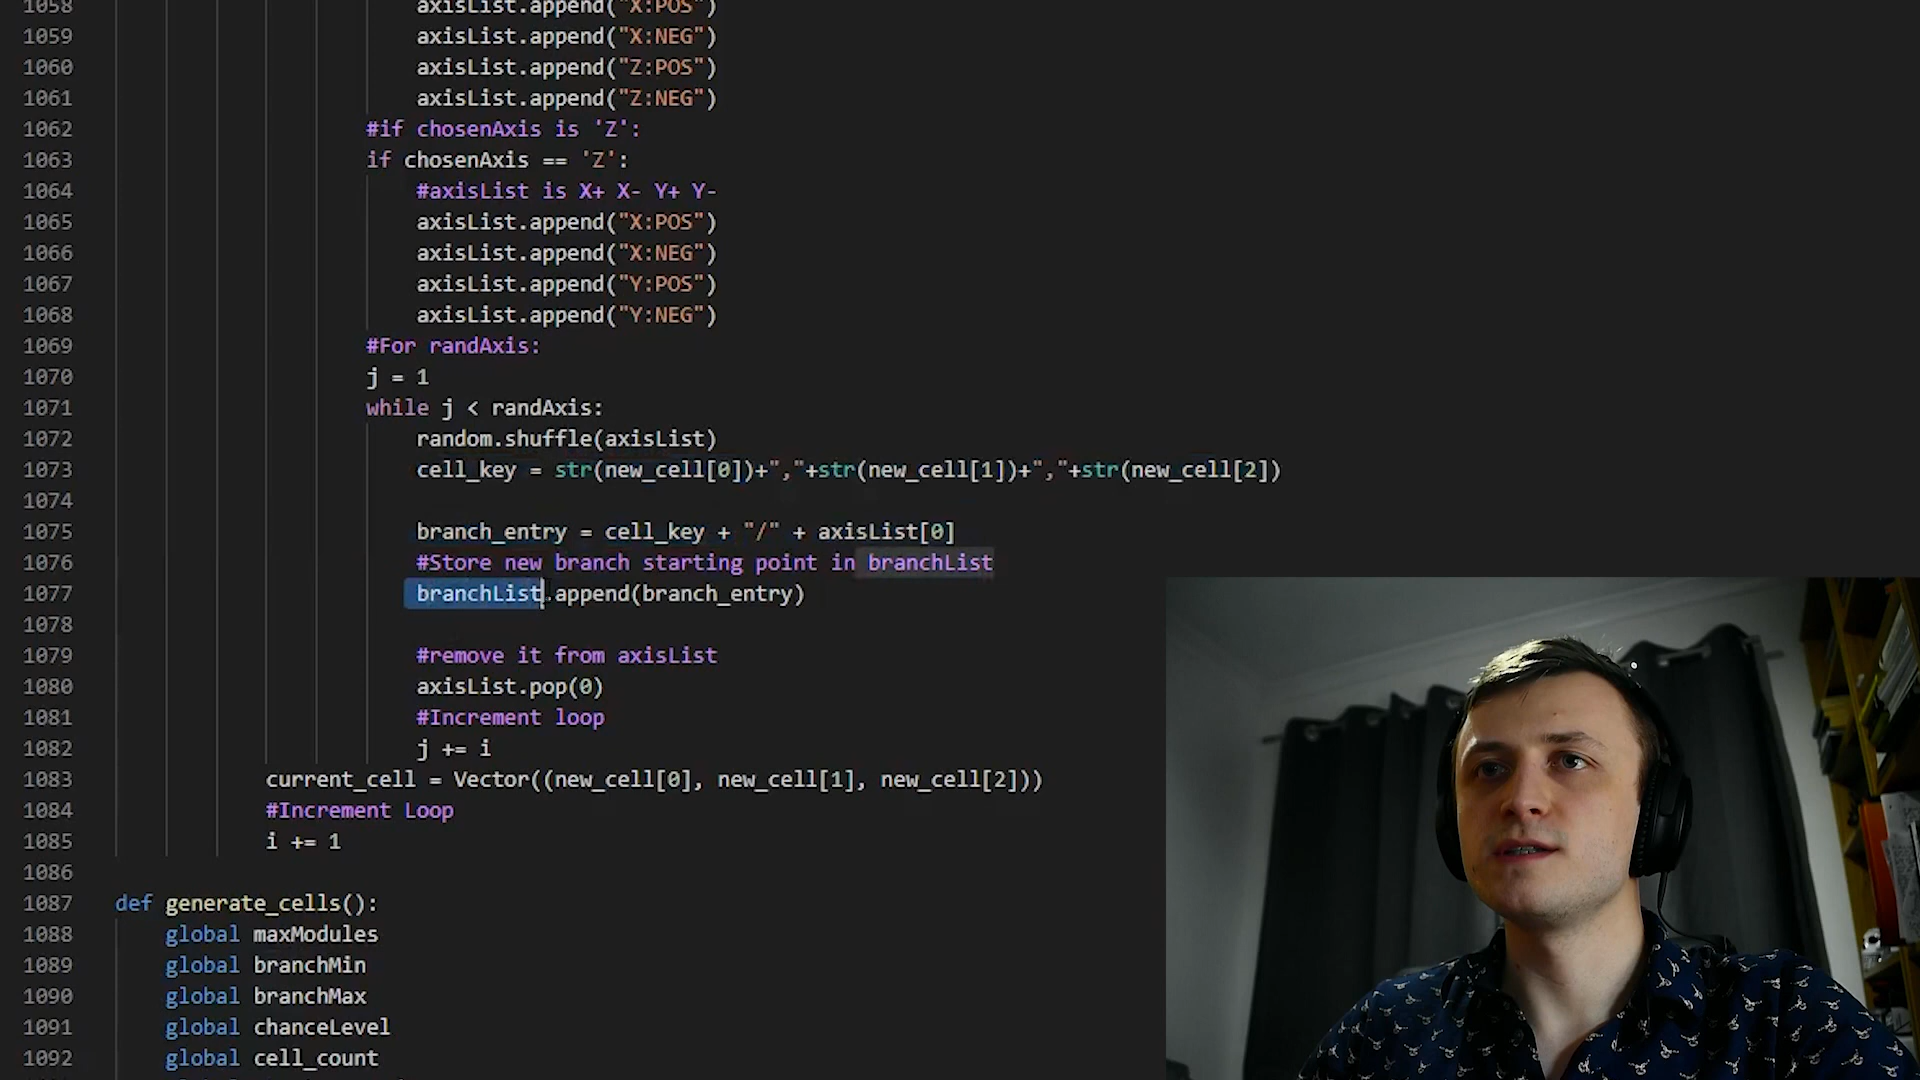 1058 axisList.append("X:POS")
1059 axisList.append("X:NEG")
1060 axisList.append("Z:POS")
1061 axisList.append("Z:NEG")
1062 #if chosenAxis is 'Z':
1063 if chosenAxis == 'Z':
1064 #axisList is X+ X- Y+ Y-
1065 axisList.append("X:POS")
1066 axisList.append("X:NEG")
1067 axisList.append("Y:POS")
1068 axisList.append("Y:NEG")
1069 #For randAxis:
1070 j = 1
1071 while j < randAxis:
1072 random.shuffle(axisList)
1073 cell_key = str(new_cell[0])+","+str(new_cell[1])+","+str(new_cell[2])
1074
1075 branch_entry = cell_key + "/" + axisList[0]
1076 #Store new branch starting point in branchList
1077 branchList.append(branch_entry)
1078
1079 #remove it from axisList
1080 axisList.pop(0)
1081 #Increment loop
1082 j += i
1083 current_cell = Vector((new_cell[0], new_cell[1], new_cell[2]))
1084 #Increment Loop
1085 i += 1
1086
1087 def generate_cells():
1088 global maxModules
1089 global branchMin
1090 global branchMax
1091 global chanceLevel
1092 global cell_count